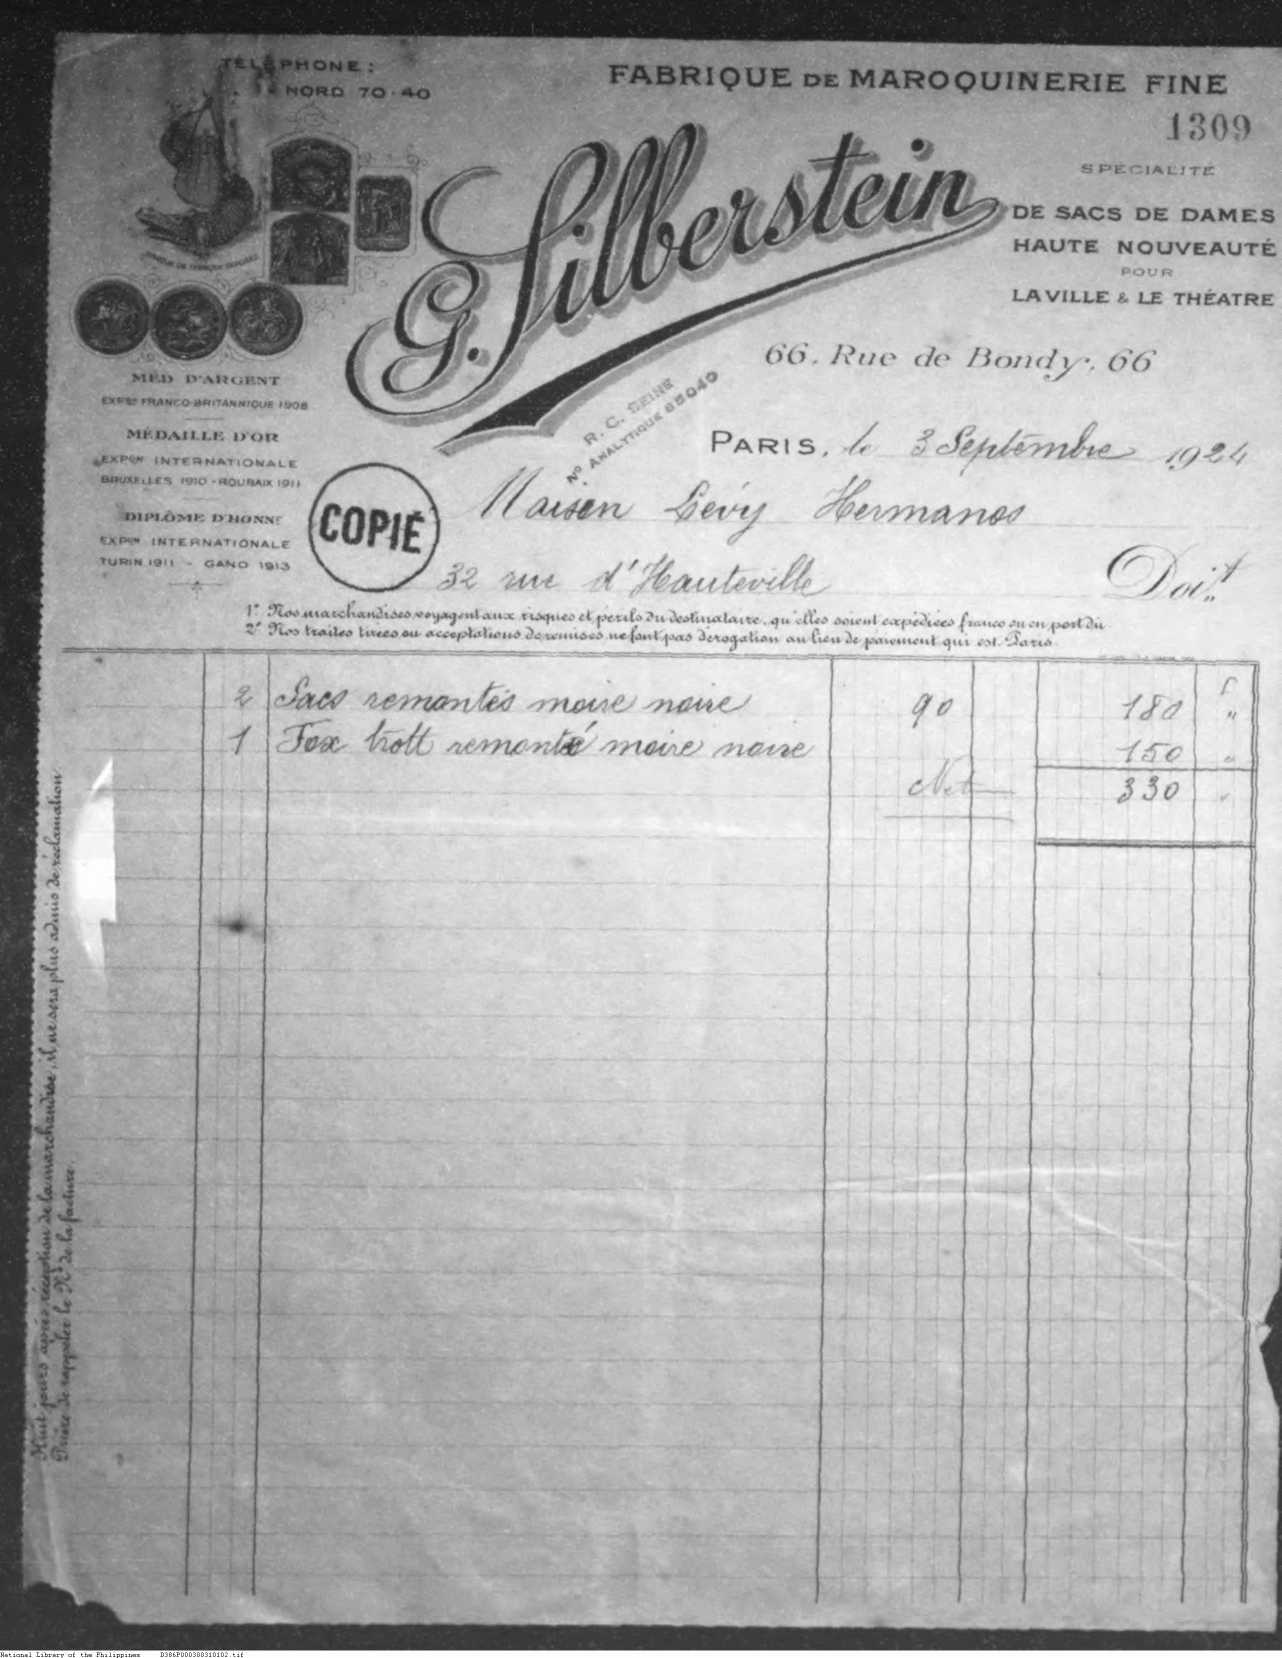 TÉLÉPHONE:
NORD 70-40
FABRIQUE DE MAROQUINERIE FINE
1309
G. Silberstein
SPÉCIALITÉ
DE SACS DE DAMES
HAUTE NOUVEAUTÉ
POUR
LA VILLE & LE THÉATRE
66, Rue de Bondy, 66
MÉD D'ARGENT
EXPon FRANCO-BRITANNIQUE 1908
MÉDAILLE D'OR
EXPon INTERNATIONALE
BRUXELLES 1910 - ROUBAIX 1911
DIPLÔME D'HONNr
EXPon INTERNATIONALE
TURIN 1911 - GAND 1913
R. C. SEINE
No ANALYTIQUE 85040
PARIS, le 3 Septembre 1924
COPIÉ
Maison Lévy Hermanos
32 rue d'Hauteville
Doit
1° Nos marchandises voyagent aux risques et périls du destinataire, qu'elles soient expédiées franco ou en port dû
2° Nos traites tirées ou acceptations de remises ne font pas dérogation au lieu de paiement qui est Paris.
2 Sacs remontés moire noire 90 180 "
1 Fox trott remonté moire noire 150 "
Net 330 "
Huit jours après réception de la marchandise, il ne sera plus admis de réclamation
Prière de rappeler le No de la facture.
National Library of the Philippines D386P000300310102.tif